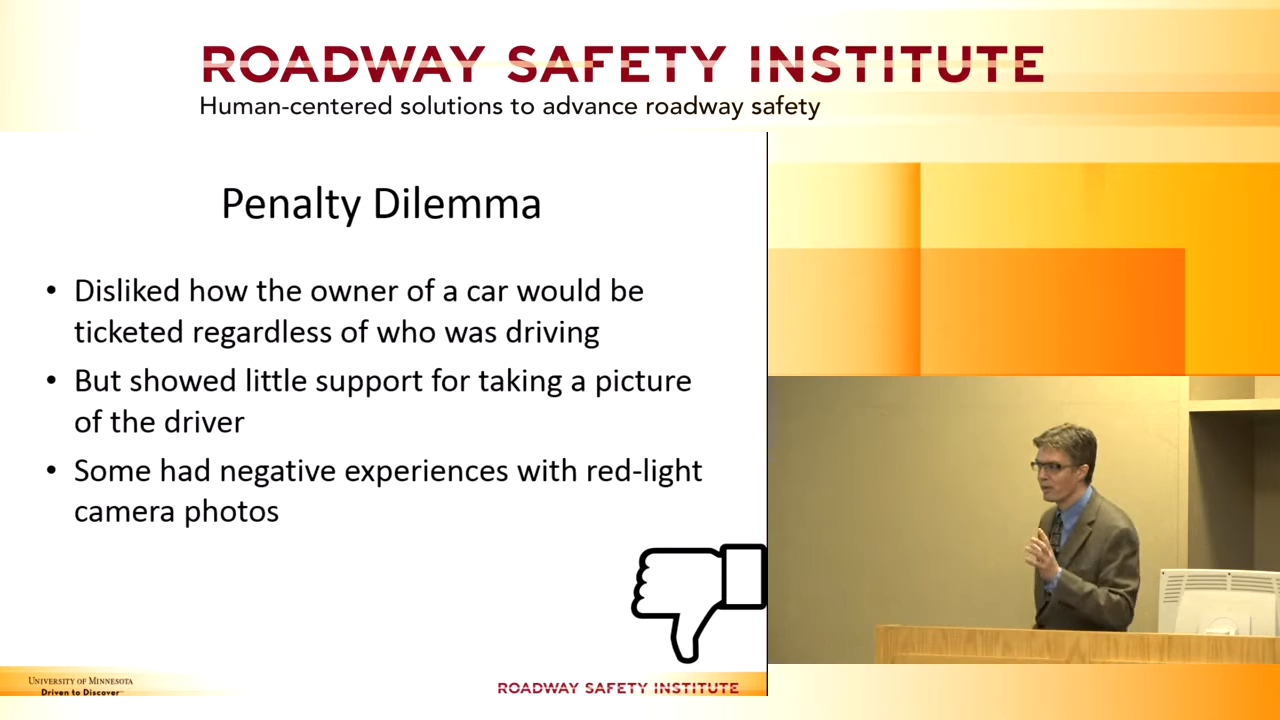 ROADWAY SAFETY INSTITUTE
Human-centered solutions to advance roadway safety
Penalty Dilemma
• Disliked how the owner of a car would be
ticketed regardless of who was driving
• But showed little support for taking a picture
of the driver
• Some had negative experiences with red-light
camera photos
UNIVERSITY OF MINNESOTA
Driven to Discover
ROADWAY SAFETY INSTITUTE